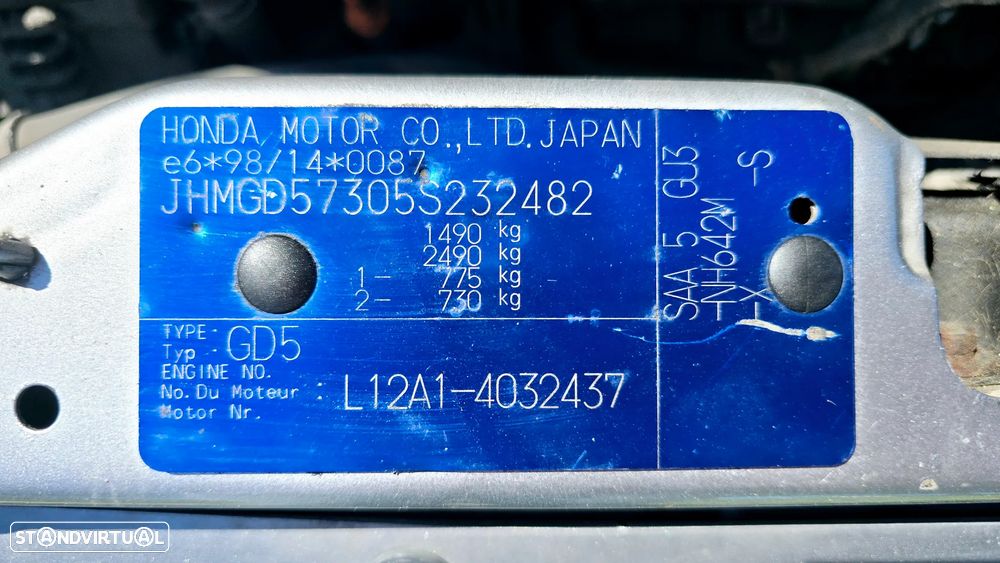 HONDA MOTOR CO.,LTD.JAPAN
e6*98/14*0087
JHMGD57305S232482
1490 kg
2490 kg
1- 775 kg
2- 730 kg
SAA 5 GU3
-NH642M
-X -S
TYPE
Typ GD5
ENGINE NO.
No.Du Moteur :
Motor Nr.
L12A1-4032437
STANDVIRTUAL